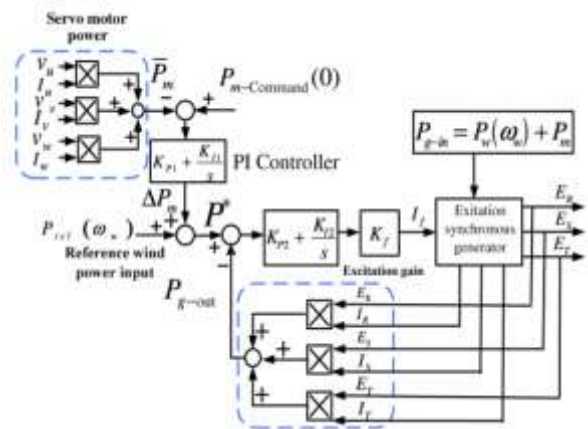 Servo motor
power
V_u
I_u
V_v
I_v
V_w
I_w
P̅_m
P_m-Command(0)
K_P1 + K_I1/s
PI Controller
ΔP_m
P_g-in = P_w(ω_w) + P_m
P_ref (ω_w)
Reference wind
power input
P*
K_P2 + K_I2/s
K_f
I_f
Exitation
synchronous
generator
E_R
E_S
E_T
Excitation gain
P_g-out
E_R
I_R
E_S
I_S
E_T
I_T